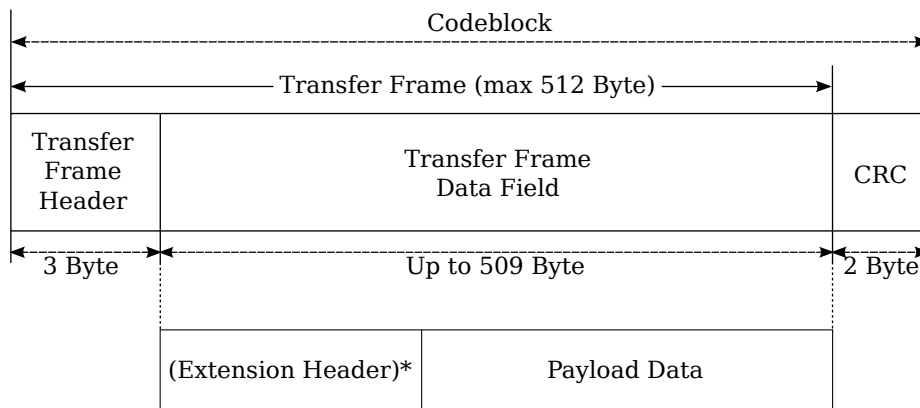 Codeblock
Transfer Frame (max 512 Byte)
Transfer
Frame
Header
Transfer Frame
Data Field
CRC
3 Byte
Up to 509 Byte
2 Byte
(Extension Header)*
Payload Data